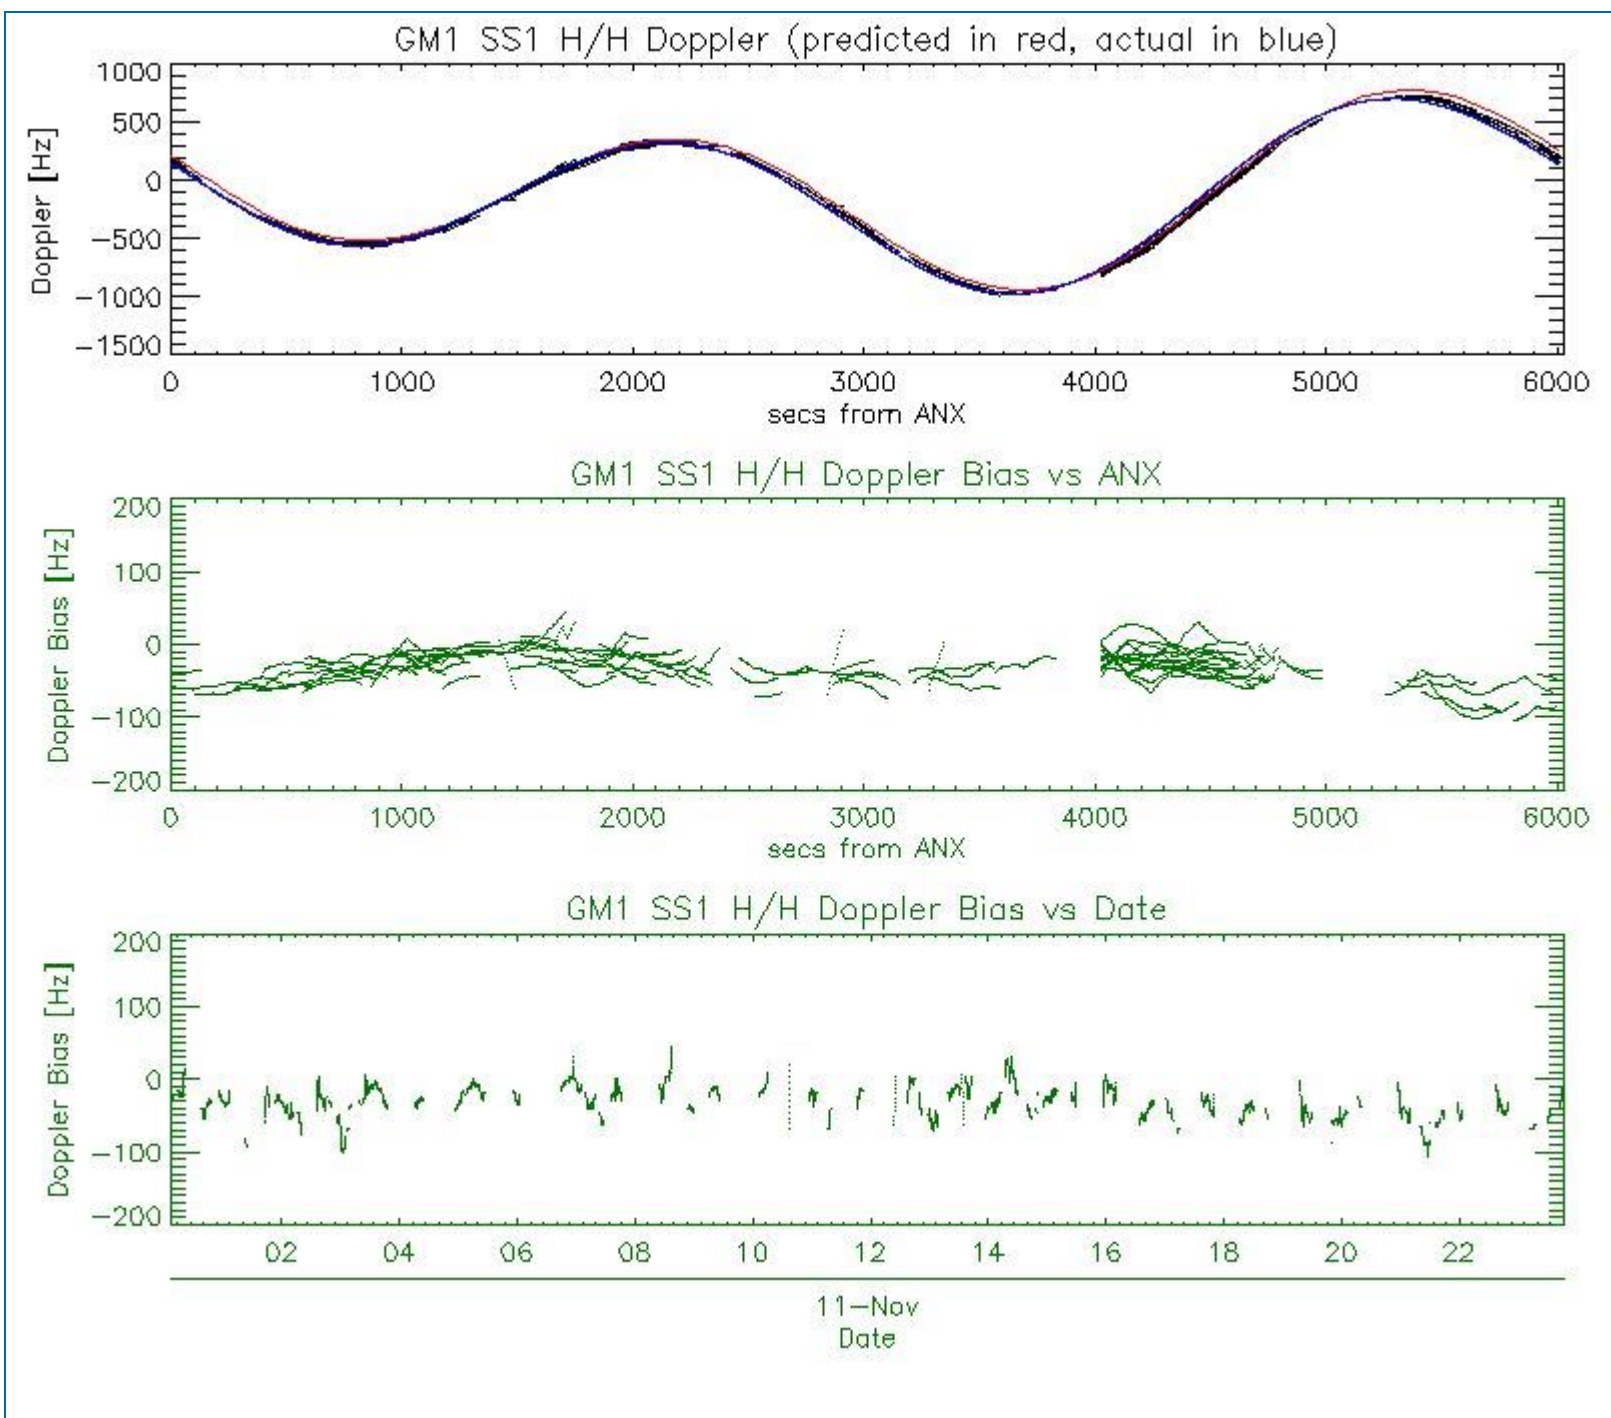 GM1 SS1 H/H Doppler (predicted in red, actual in blue)
Doppler [Hz]
1000
500
0
-500
-1000
-1500
0 1000 2000 3000 4000 5000 6000
secs from ANX
GM1 SS1 H/H Doppler Bias vs ANX
Doppler Bias [Hz]
200
100
0
-100
-200
0 1000 2000 3000 4000 5000 6000
secs from ANX
GM1 SS1 H/H Doppler Bias vs Date
Doppler Bias [Hz]
200
100
0
-100
-200
02 04 06 08 10 12 14 16 18 20 22
11-Nov
Date